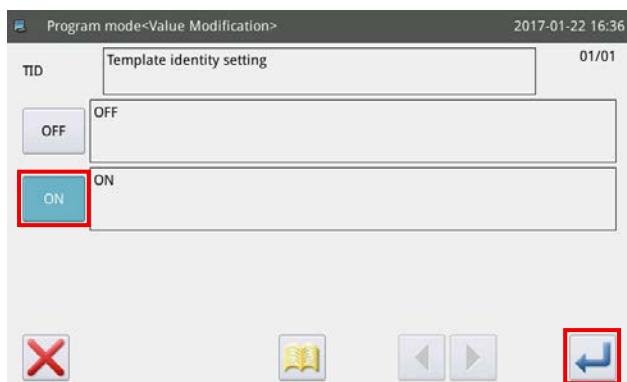 Program mode<Value Modification>
2017-01-22 16:36
TID
Template identity setting
01/01
OFF
OFF
ON
ON